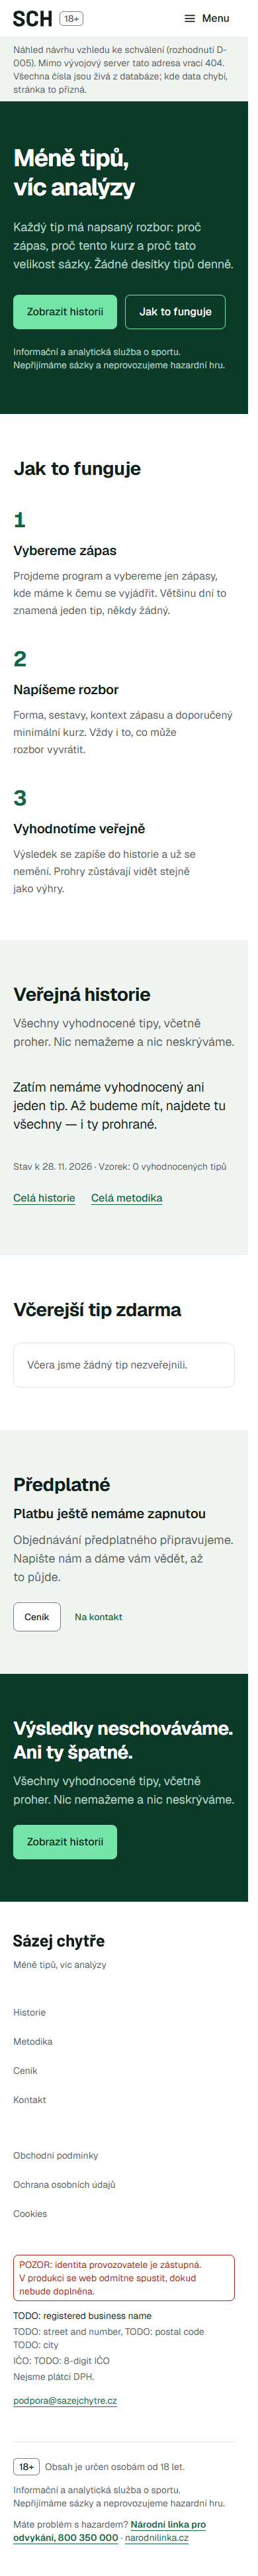 SCH 18+ Menu
Náhled návrhu vzhledu ke schválení (rozhodnutí D-
005). Mimo vývojový server tato adresa vrací 404.
Všechna čísla jsou živá z databáze; kde data chybí,
stránka to přizná.
Méně tipů,
víc analýzy
Každý tip má napsaný rozbor: proč
zápas, proč tento kurz a proč tato
velikost sázky. Žádné desítky tipů denně.
Zobrazit historii Jak to funguje
Informační a analytická služba o sportu.
Nepřijímáme sázky a neprovozujeme hazardní hru.
Jak to funguje
1
Vybereme zápas
Projdeme program a vybereme jen zápasy,
kde máme k čemu se vyjádřit. Většinu dní to
znamená jeden tip, někdy žádný.
2
Napíšeme rozbor
Forma, sestavy, kontext zápasu a doporučený
minimální kurz. Vždy i to, co může
rozbor vyvrátit.
3
Vyhodnotíme veřejně
Výsledek se zapíše do historie a už se
nemění. Prohry zůstávají vidět stejně
jako výhry.
Veřejná historie
Všechny vyhodnocené tipy, včetně
proher. Nic nemažeme a nic neskrýváme.
Zatím nemáme vyhodnocený ani
jeden tip. Až budeme mít, najdete tu
všechny — i ty prohrané.
Stav k 28. 11. 2026 · Vzorek: 0 vyhodnocených tipů
Celá historie Celá metodika
Včerejší tip zdarma
Včera jsme žádný tip nezveřejnili.
Předplatné
Platbu ještě nemáme zapnutou
Objednávání předplatného připravujeme.
Napište nám a dáme vám vědět, až
to půjde.
Ceník Na kontakt
Výsledky neschováváme.
Ani ty špatné.
Všechny vyhodnocené tipy, včetně
proher. Nic nemažeme a nic neskrýváme.
Zobrazit historii
Sázej chytře
Méně tipů, víc analýzy
Historie
Metodika
Ceník
Kontakt
Obchodní podmínky
Ochrana osobních údajů
Cookies
POZOR: identita provozovatele je zástupná.
V produkci se web odmítne spustit, dokud
nebude doplněna.
TODO: registered business name
TODO: street and number, TODO: postal code
TODO: city
IČO: TODO: 8-digit IČO
Nejsme plátci DPH.
podpora@sazejchytre.cz
18+ Obsah je určen osobám od 18 let.
Informační a analytická služba o sportu.
Nepřijímáme sázky a neprovozujeme hazardní hru.
Máte problém s hazardem? Národní linka pro
odvykání, 800 350 000 · narodnilinka.cz